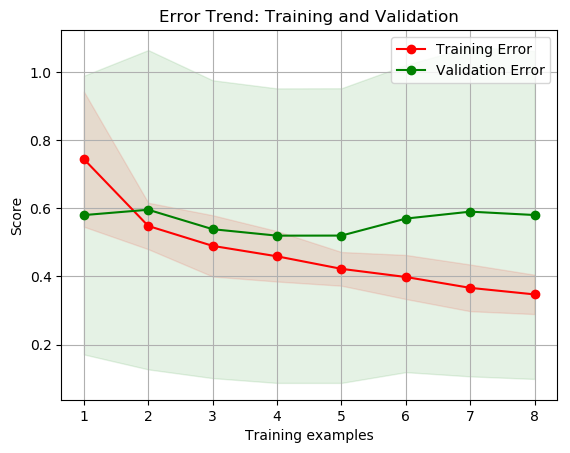 Error Trend: Training and Validation
Training Error
Validation Error
Score
1.0
0.8
0.6
0.4
0.2
1 2 3 4 5 6 7 8
Training examples